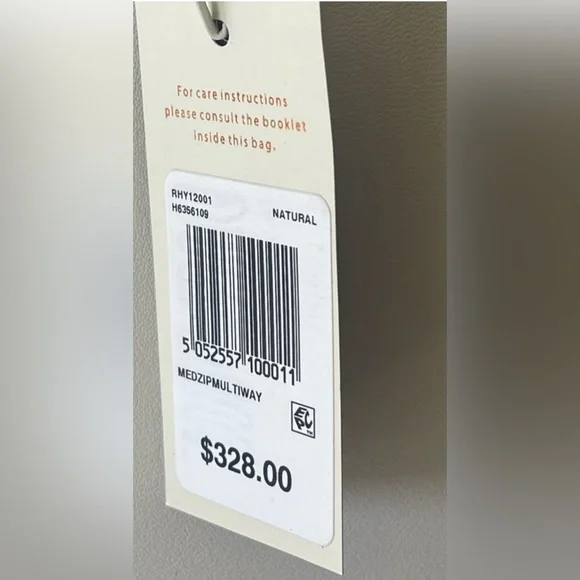 For care instructions
please consult the booklet
inside this bag.
RHY12001
H6356109
NATURAL
5 052557 100011
MEDZIPMULTIWAY
EPC
$328.00